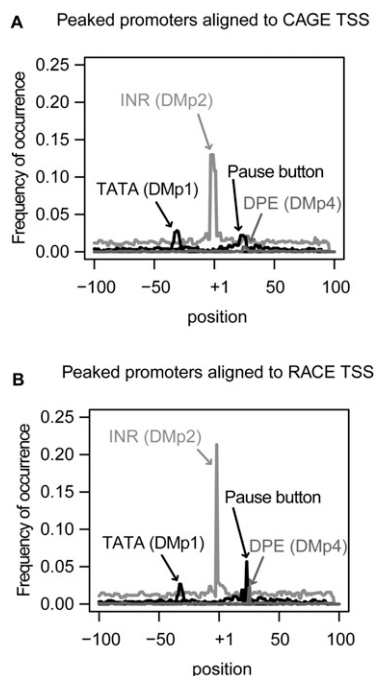 A
Peaked promoters aligned to CAGE TSS
Frequency of occurrence
0.25
0.20
0.15
0.10
0.05
0.00
INR (DMp2)
TATA (DMp1)
Pause button
DPE (DMp4)
−100 −50 +1 50 100
position
B
Peaked promoters aligned to RACE TSS
Frequency of occurrence
0.25
0.20
0.15
0.10
0.05
0.00
INR (DMp2)
Pause button
TATA (DMp1)
DPE (DMp4)
−100 −50 +1 50 100
position